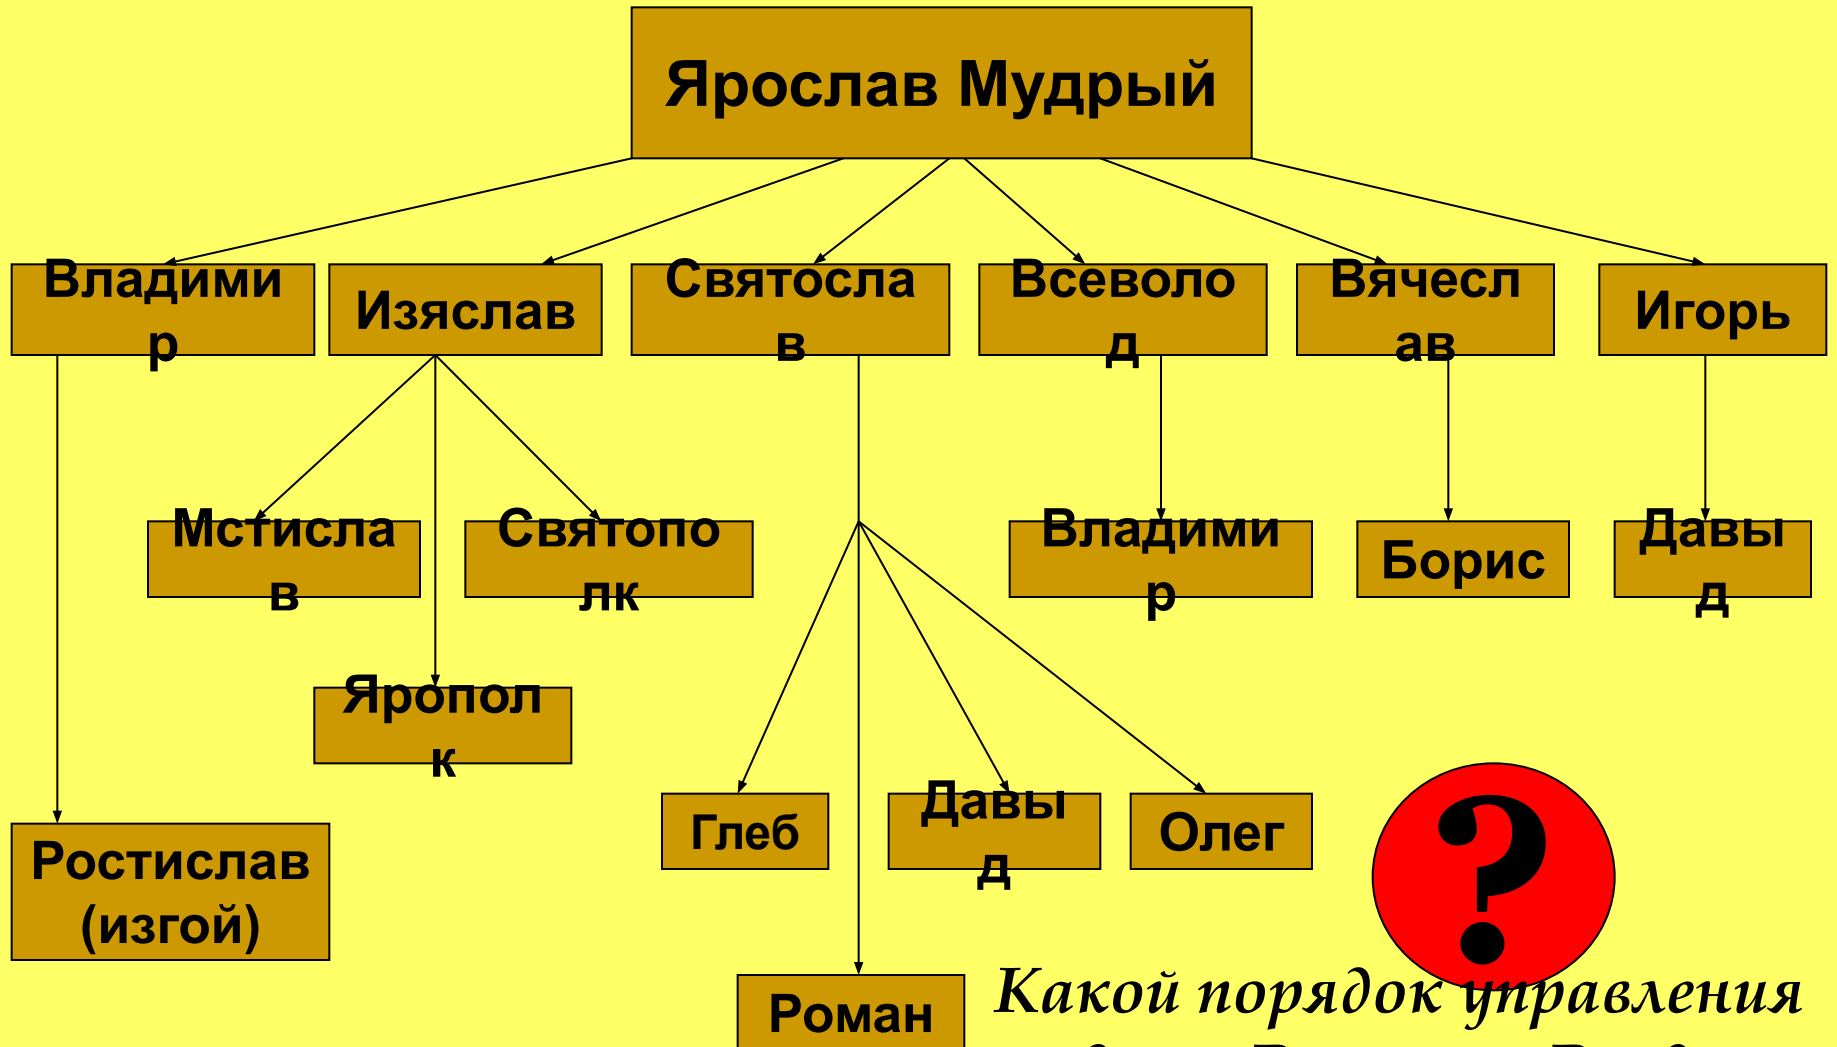 Ярослав Мудрый
Владими
р
Изяслав
Святосла
в
Всеволо
д
Вячесл
ав
Игорь
Мстисла
в
Святопо
лк
Владими
р
Борис
Давы
д
Яропол
к
Глеб
Давы
д
Олег
Ростислав
(изгой)
Роман
?
Какой порядок управления